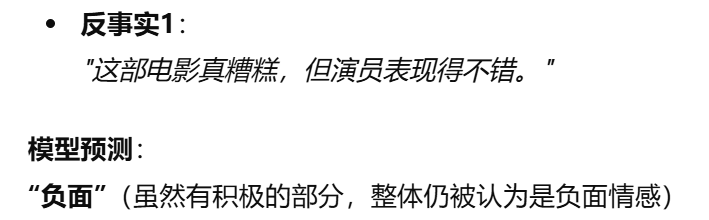 • 反事实1：
"这部电影真糟糕，但演员表现得不错。"
模型预测：
“负面”（虽然有积极的部分，整体仍被认为是负面情感）